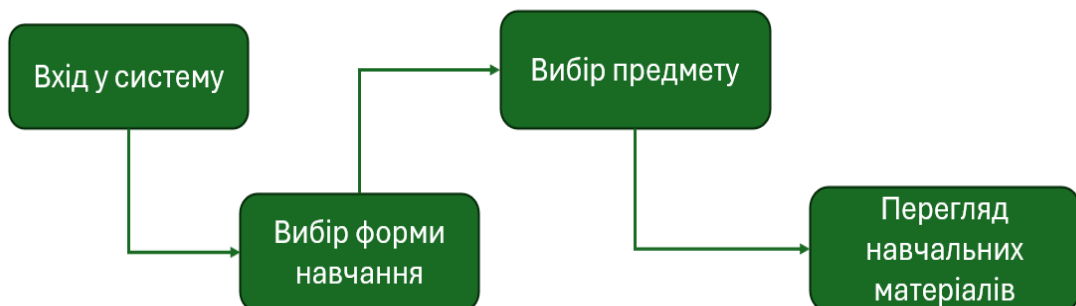 Вхід у систему
Вибір форми
навчання
Вибір предмету
Перегляд
навчальних
матеріалів